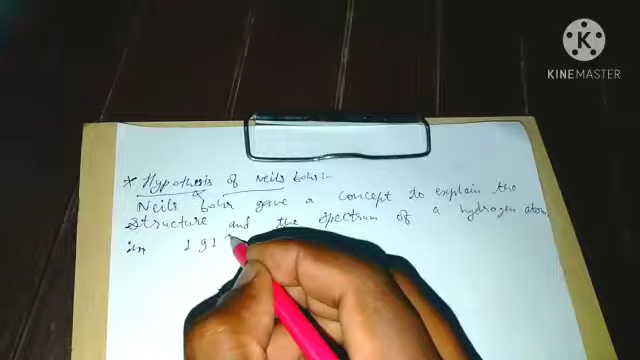 * Hypothesis of Neils bohr:-
Neils bohr gave a concept to explain the
structure and the spectrum of a hydrogen atom
in 191
K
KINEMASTER